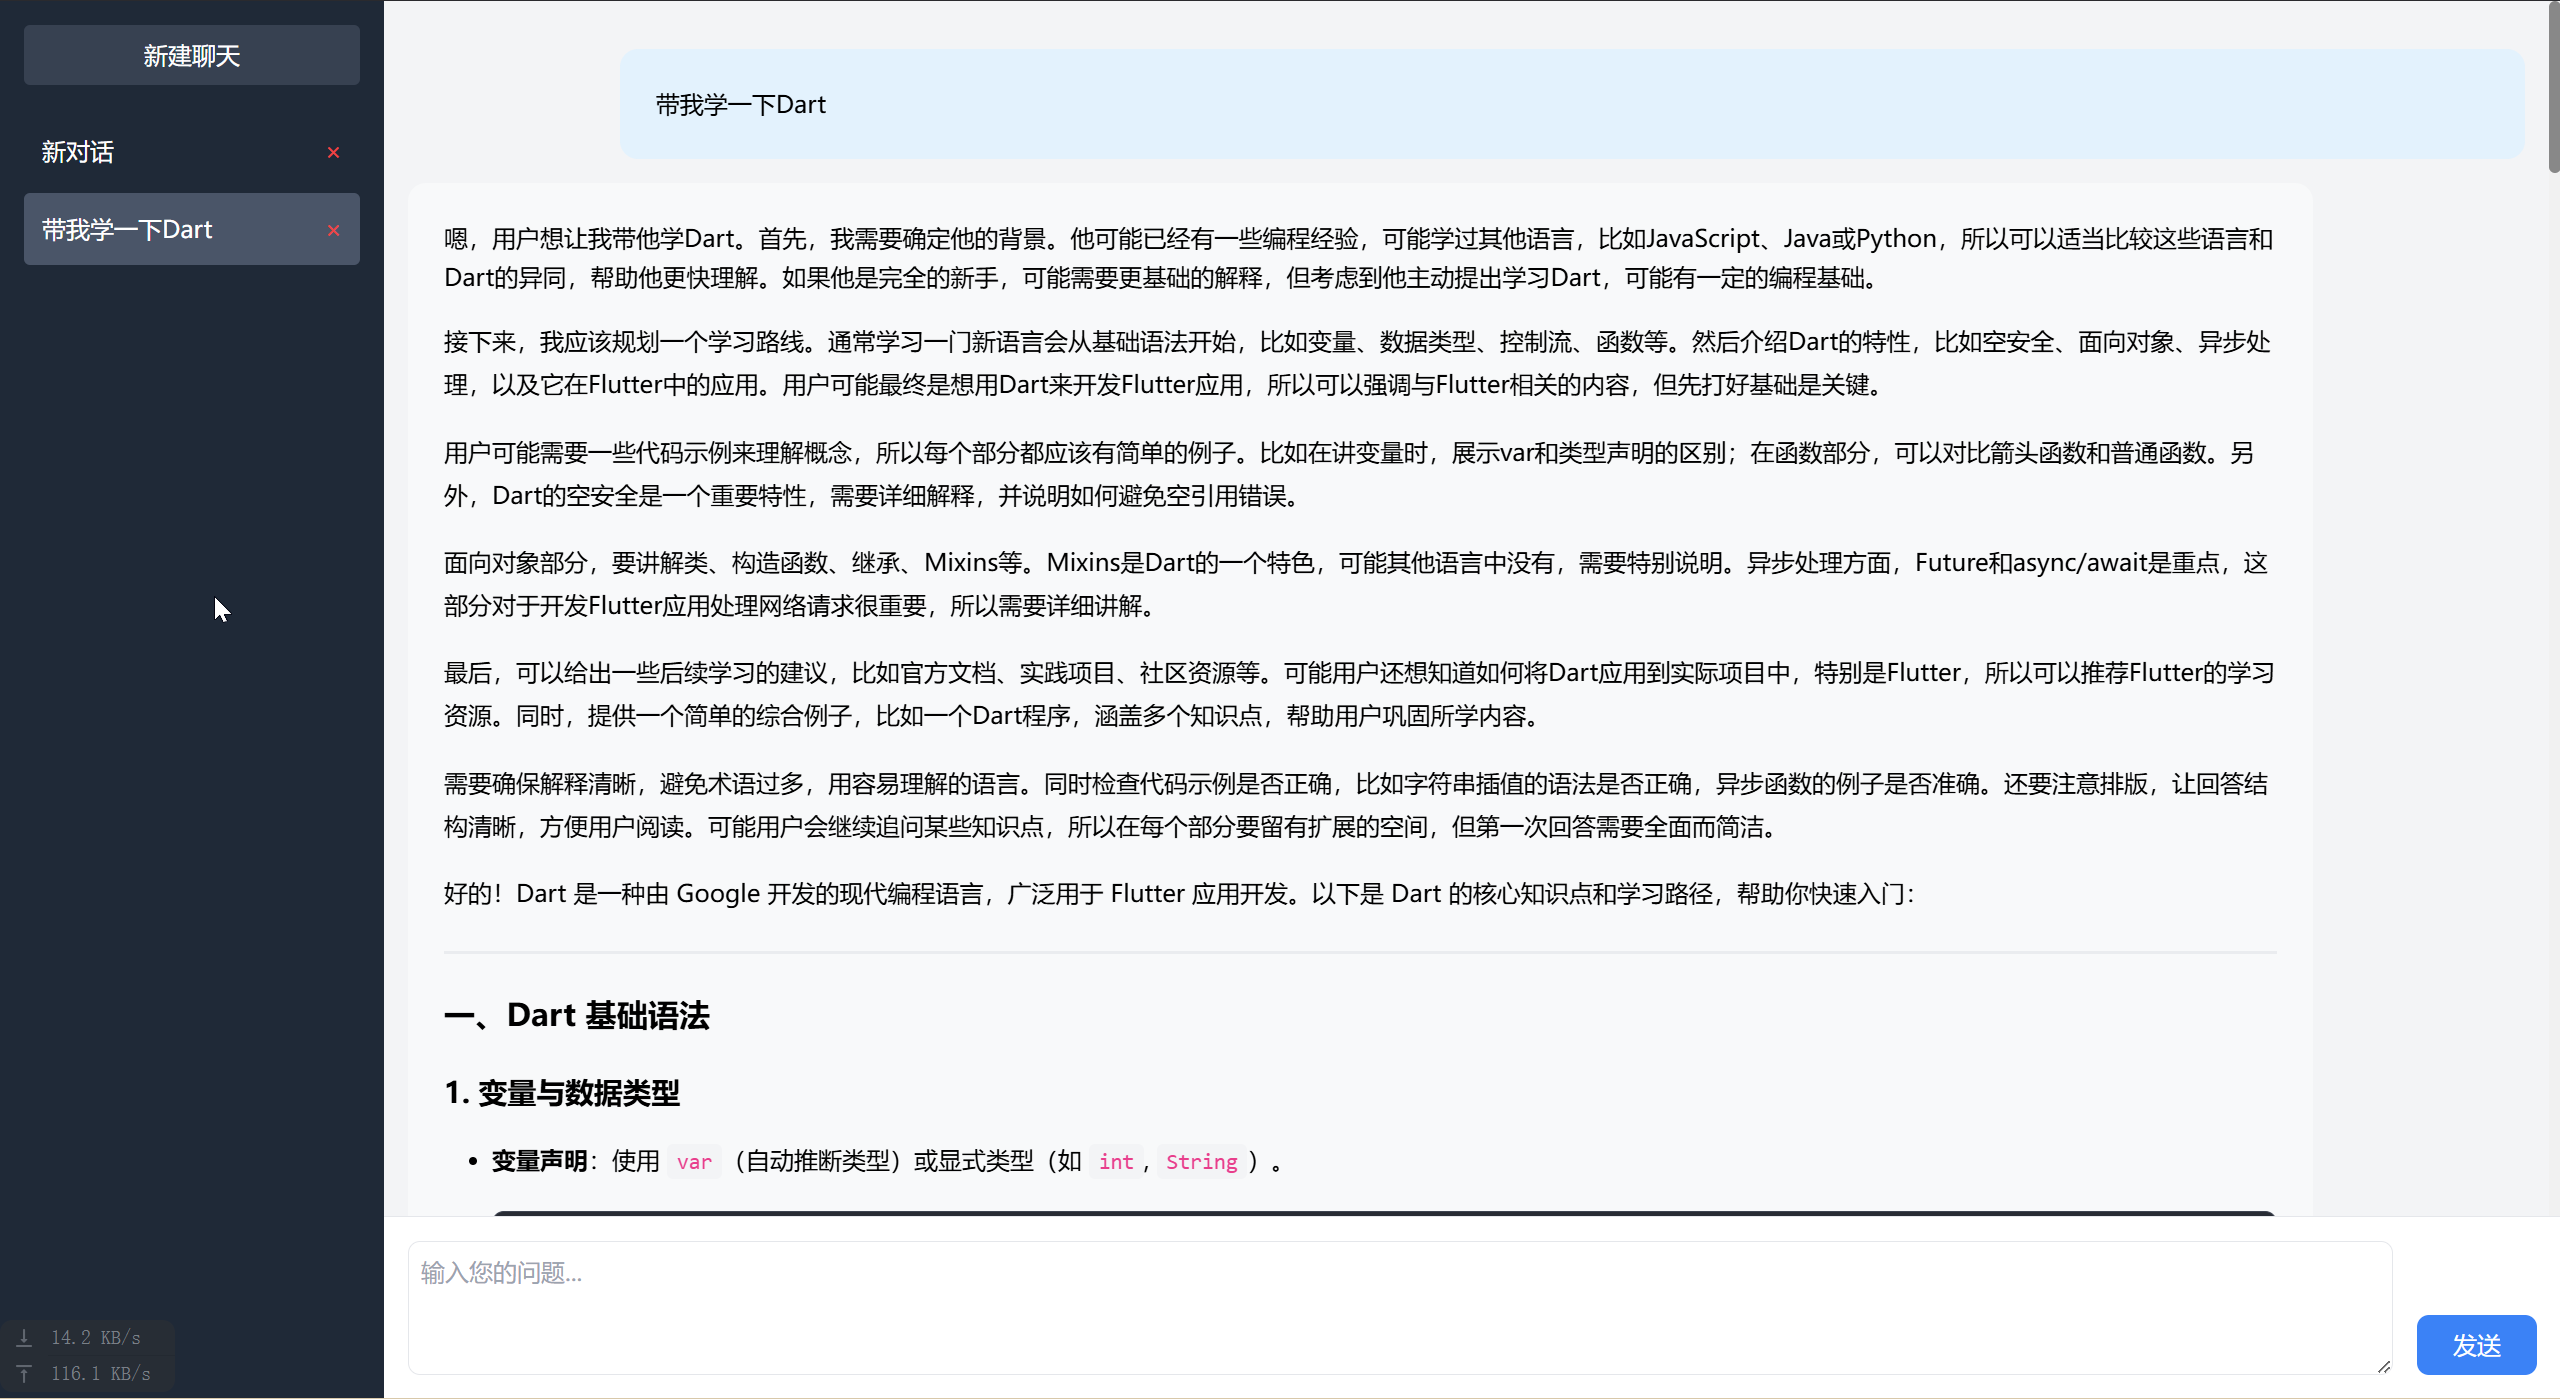 新建聊天
新对话
×
带我学一下Dart
×
带我学一下Dart
嗯，用户想让我带他学Dart。首先，我需要确定他的背景。他可能已经有一些编程经验，可能学过其他语言，比如JavaScript、Java或Python，所以可以适当比较这些语言和
Dart的异同，帮助他更快理解。如果他是完全的新手，可能需要更基础的解释，但考虑到他主动提出学习Dart，可能有一定的编程基础。
接下来，我应该规划一个学习路线。通常学习一门新语言会从基础语法开始，比如变量、数据类型、控制流、函数等。然后介绍Dart的特性，比如空安全、面向对象、异步处
理，以及它在Flutter中的应用。用户可能最终是想用Dart来开发Flutter应用，所以可以强调与Flutter相关的内容，但先打好基础是关键。
用户可能需要一些代码示例来理解概念，所以每个部分都应该有简单的例子。比如在讲变量时，展示var和类型声明的区别；在函数部分，可以对比箭头函数和普通函数。另
外，Dart的空安全是一个重要特性，需要详细解释，并说明如何避免空引用错误。
面向对象部分，要讲解类、构造函数、继承、Mixins等。Mixins是Dart的一个特色，可能其他语言中没有，需要特别说明。异步处理方面，Future和async/await是重点，这
部分对于开发Flutter应用处理网络请求很重要，所以需要详细讲解。
最后，可以给出一些后续学习的建议，比如官方文档、实践项目、社区资源等。可能用户还想知道如何将Dart应用到实际项目中，特别是Flutter，所以可以推荐Flutter的学习
资源。同时，提供一个简单的综合例子，比如一个Dart程序，涵盖多个知识点，帮助用户巩固所学内容。
需要确保解释清晰，避免术语过多，用容易理解的语言。同时检查代码示例是否正确，比如字符串插值的语法是否正确，异步函数的例子是否准确。还要注意排版，让回答结
构清晰，方便用户阅读。可能用户会继续追问某些知识点，所以在每个部分要留有扩展的空间，但第一次回答需要全面而简洁。
好的！Dart 是一种由 Google 开发的现代编程语言，广泛用于 Flutter 应用开发。以下是 Dart 的核心知识点和学习路径，帮助你快速入门：
一、Dart 基础语法
1. 变量与数据类型
• 变量声明：使用 var （自动推断类型）或显式类型（如 int , String ）。
输入您的问题...
发送
14.2 KB/s
116.1 KB/s